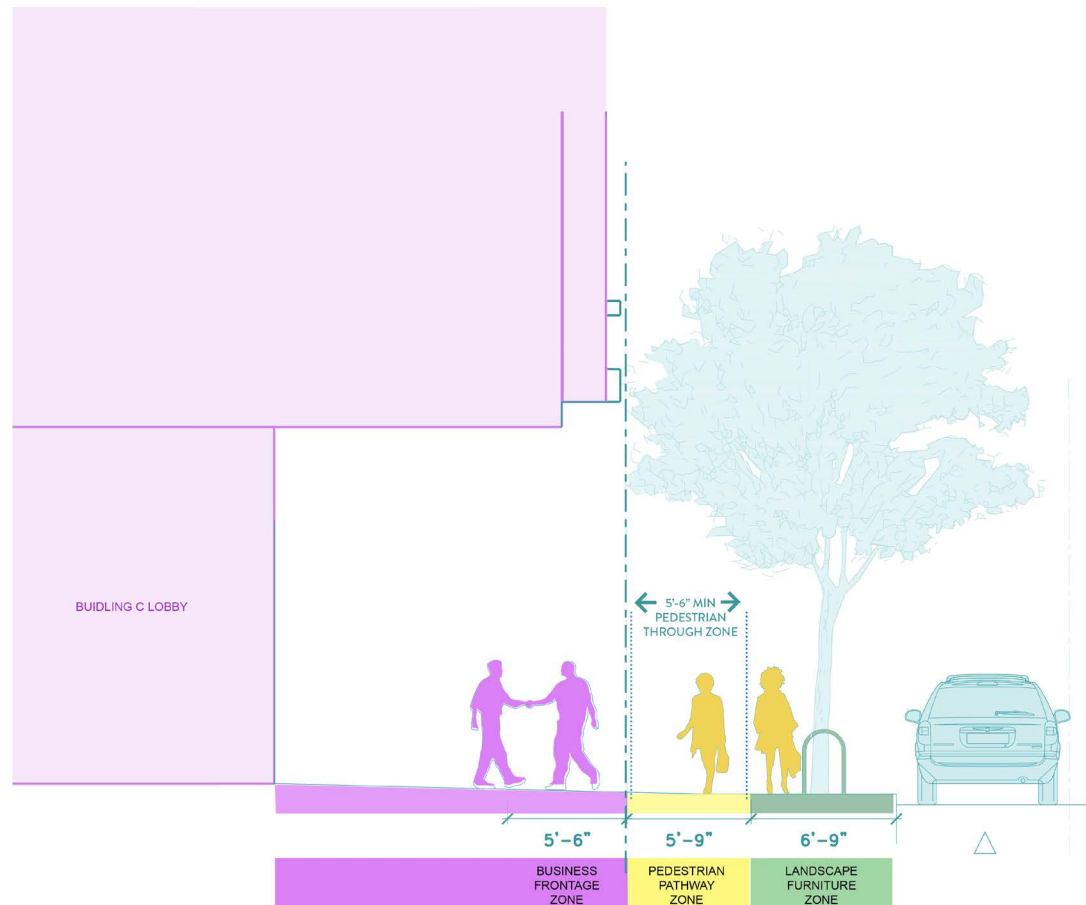 BUIDLING C LOBBY
5'-6" MIN
PEDESTRIAN
THROUGH ZONE
5'-6" 5'-9" 6'-9"
BUSINESS
FRONTAGE
ZONE
PEDESTRIAN
PATHWAY
ZONE
LANDSCAPE
FURNITURE
ZONE